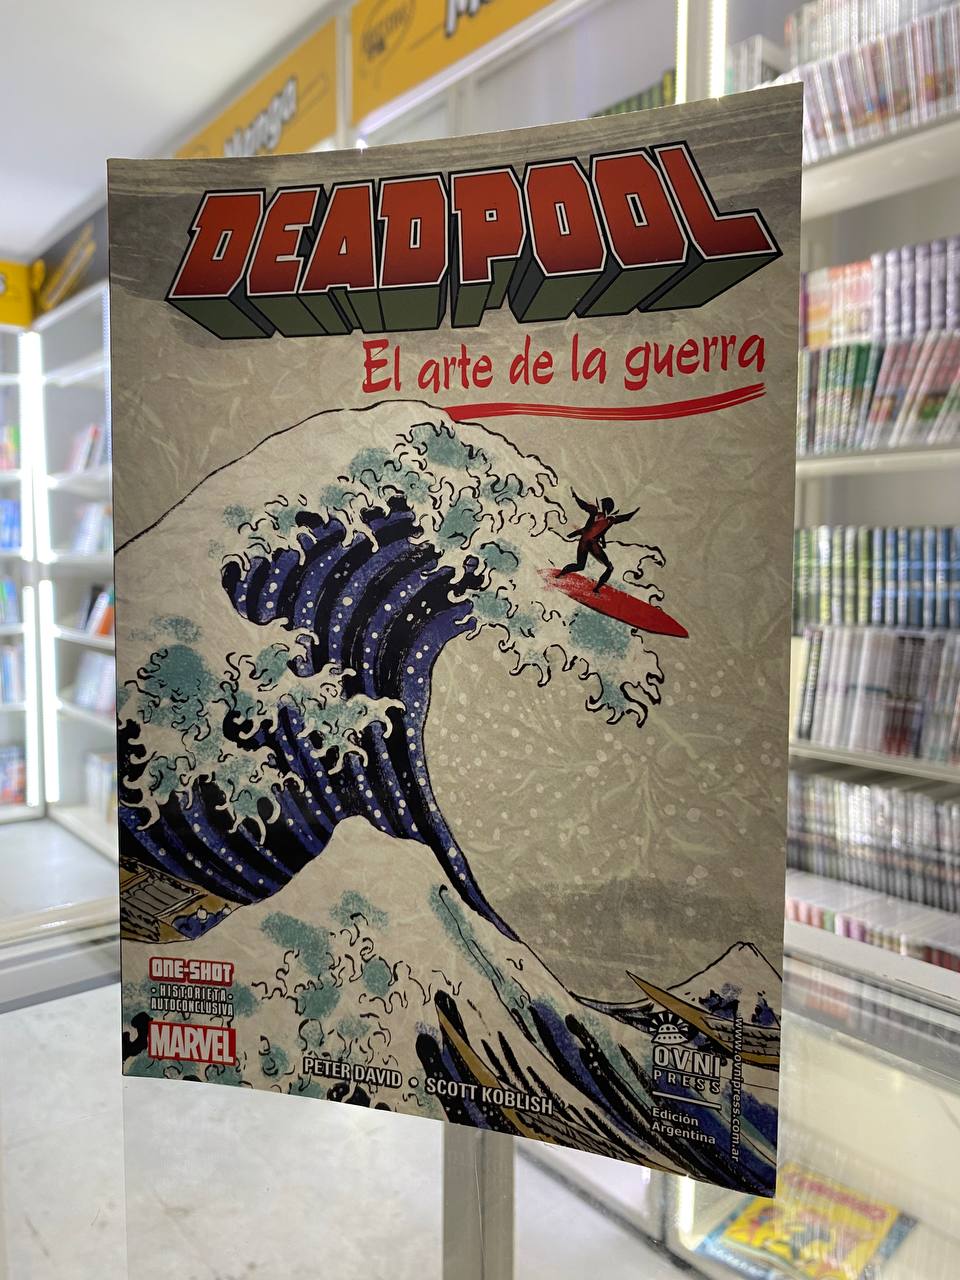 Manga
DEADPOOL
El arte de la guerra
ONE-SHOT
• HISTORIETA •
AUTOCONCLUSIVA
MARVEL
PETER DAVID • SCOTT KOBLISH
OVNI
PRESS
Edición
Argentina
www.ovnipress.com.ar